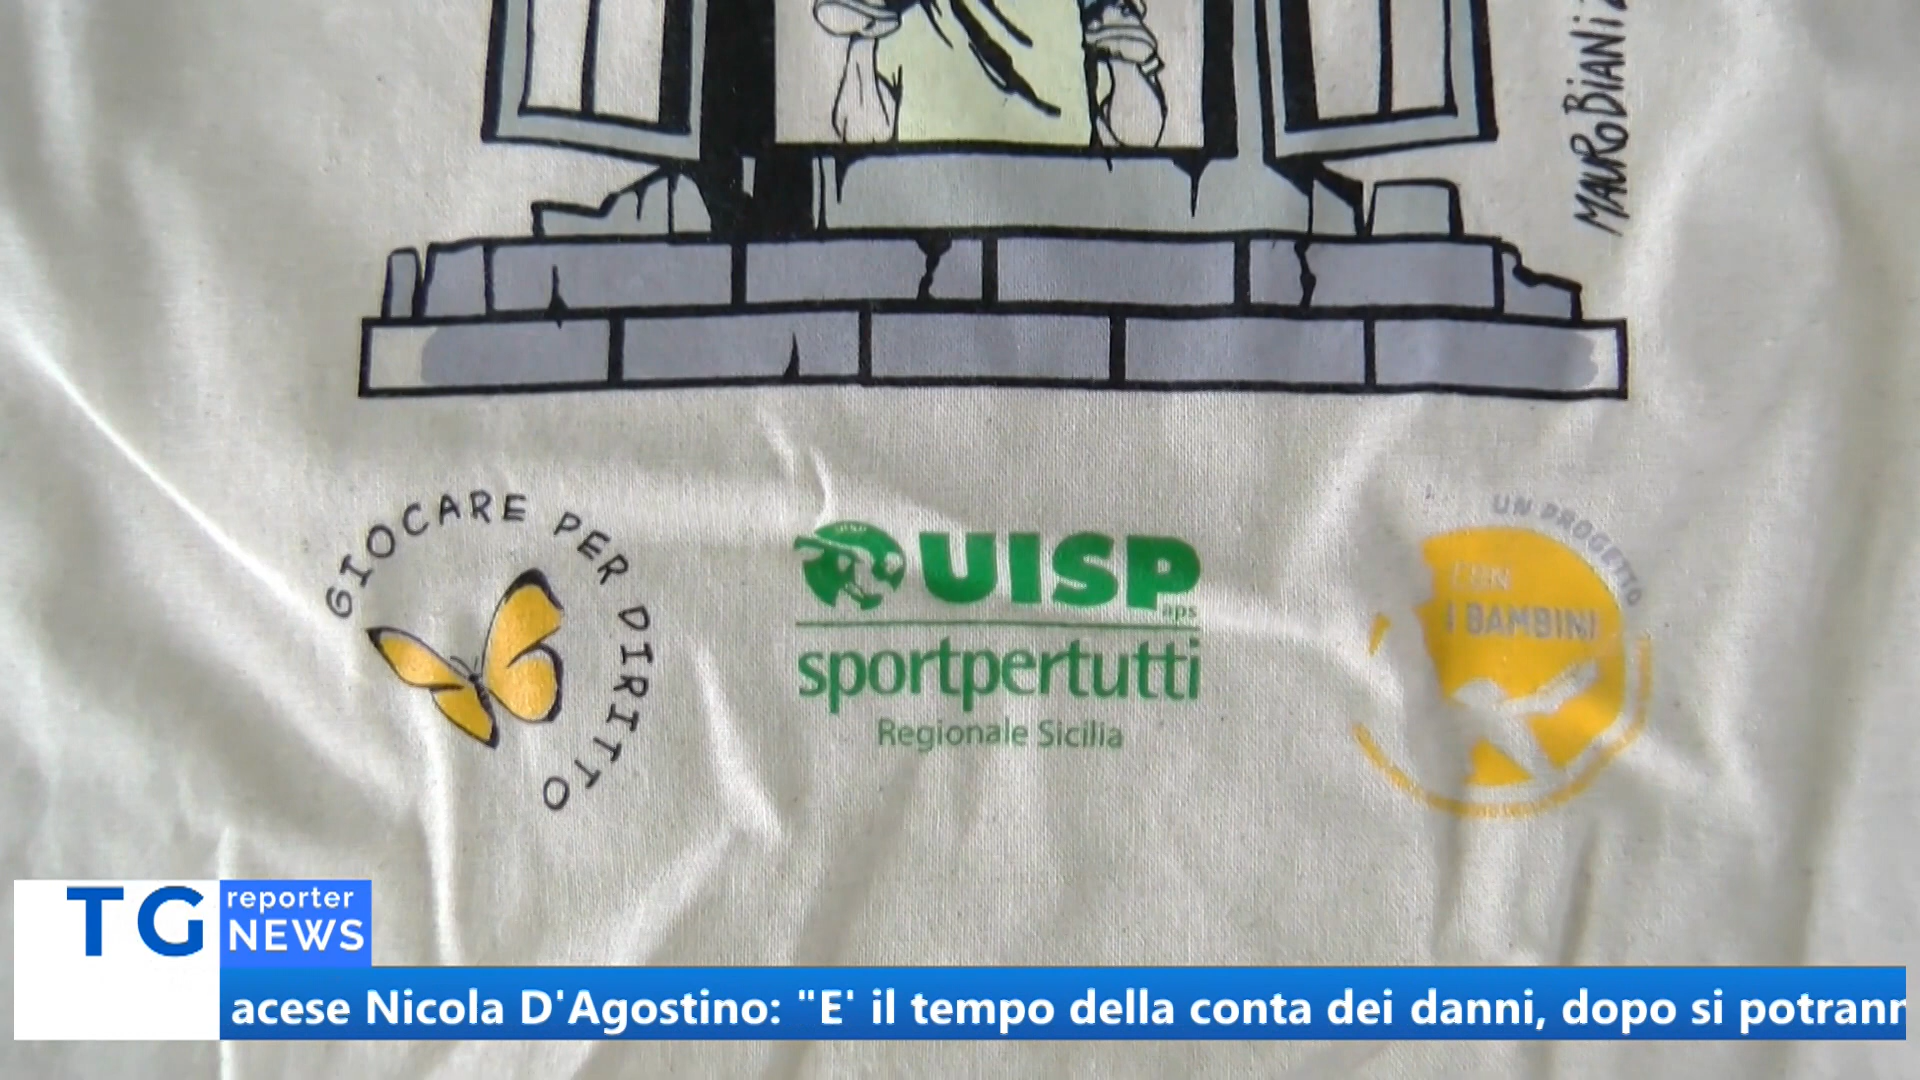 MAURO BIANI
GIOCARE PER DIRITTO
UISP
aps
sportpertutti
Regionale Sicilia
UN PROGETTO
CON
I BAMBINI
TG
reporter
NEWS
acese Nicola D'Agostino: "E' il tempo della conta dei danni, dopo si potrann